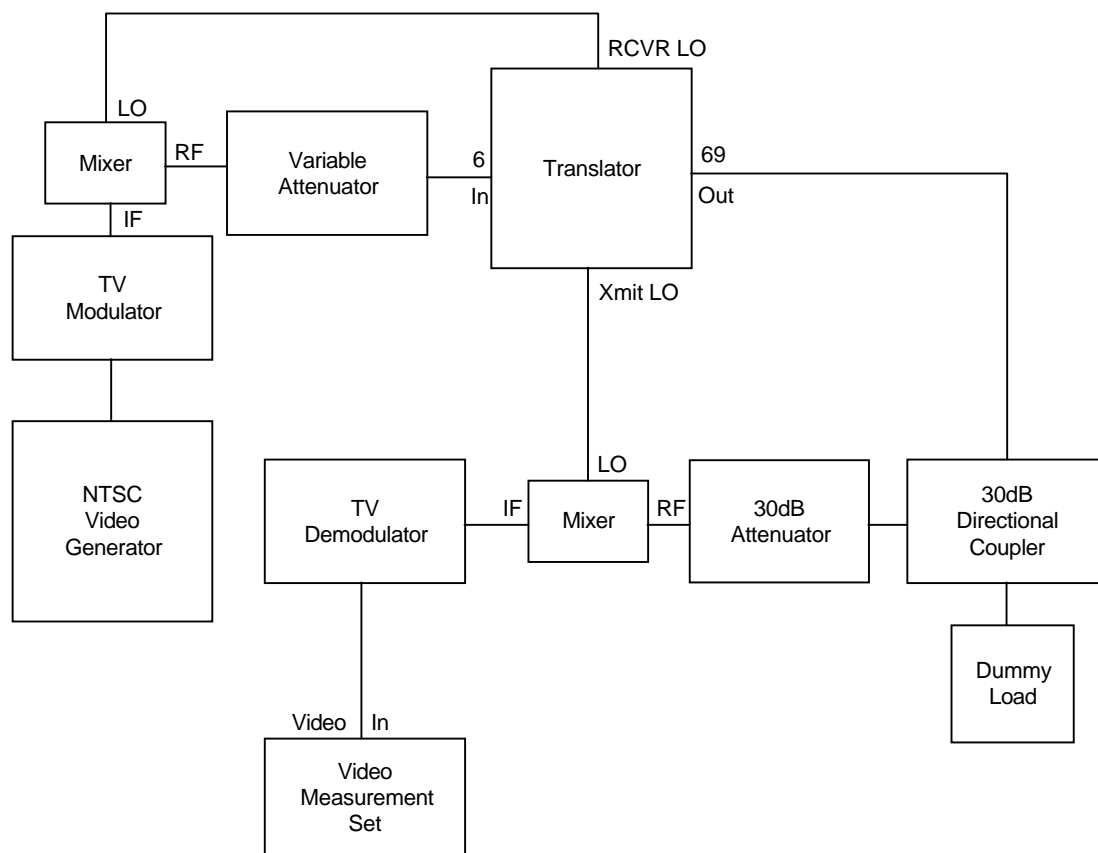 RCVR LO
LO
Mixer
RF
Variable
Attenuator
6
In
Translator
69
Out
IF
TV
Modulator
Xmit LO
NTSC
Video
Generator
LO
TV
Demodulator
IF
Mixer
RF
30dB
Attenuator
30dB
Directional
Coupler
Dummy
Load
Video In
Video
Measurement
Set